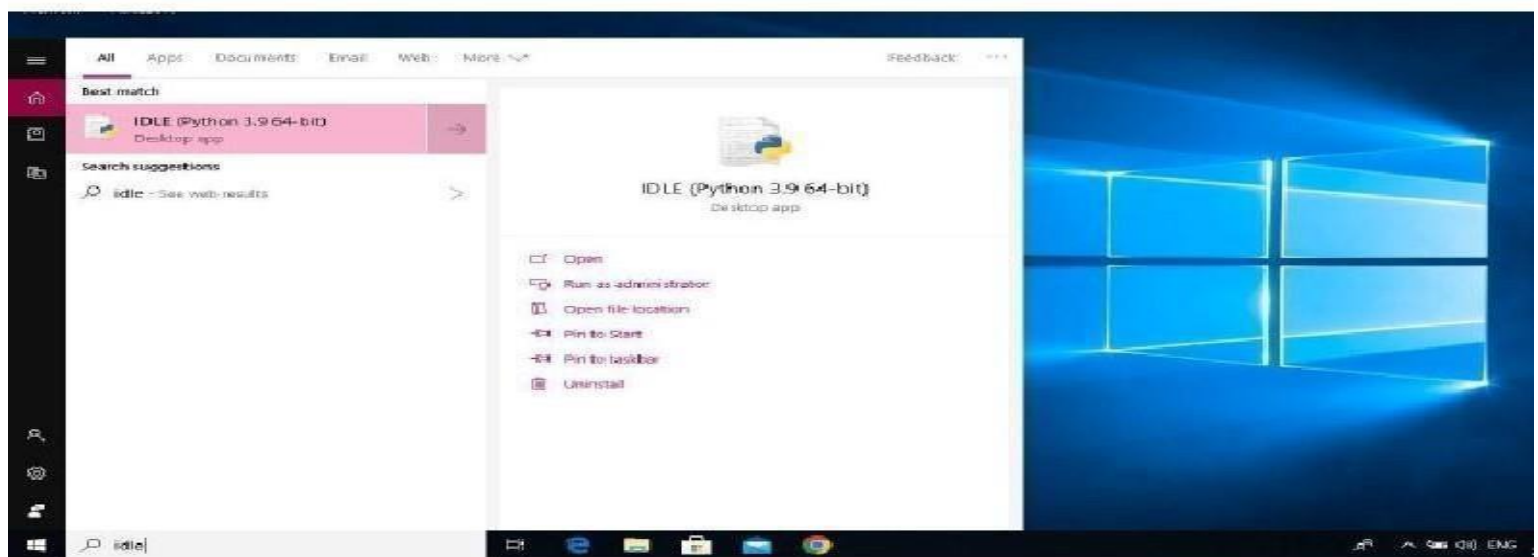 All Apps Documents Email Web More Feedback ...
Best match
IDLE (Python 3.9 64-bit)
Desktop app
Search suggestions
idle - See web results
IDLE (Python 3.9 64-bit)
Desktop app
Open
Run as administrator
Open file location
Pin to Start
Pin to taskbar
Uninstall
idle
ENG